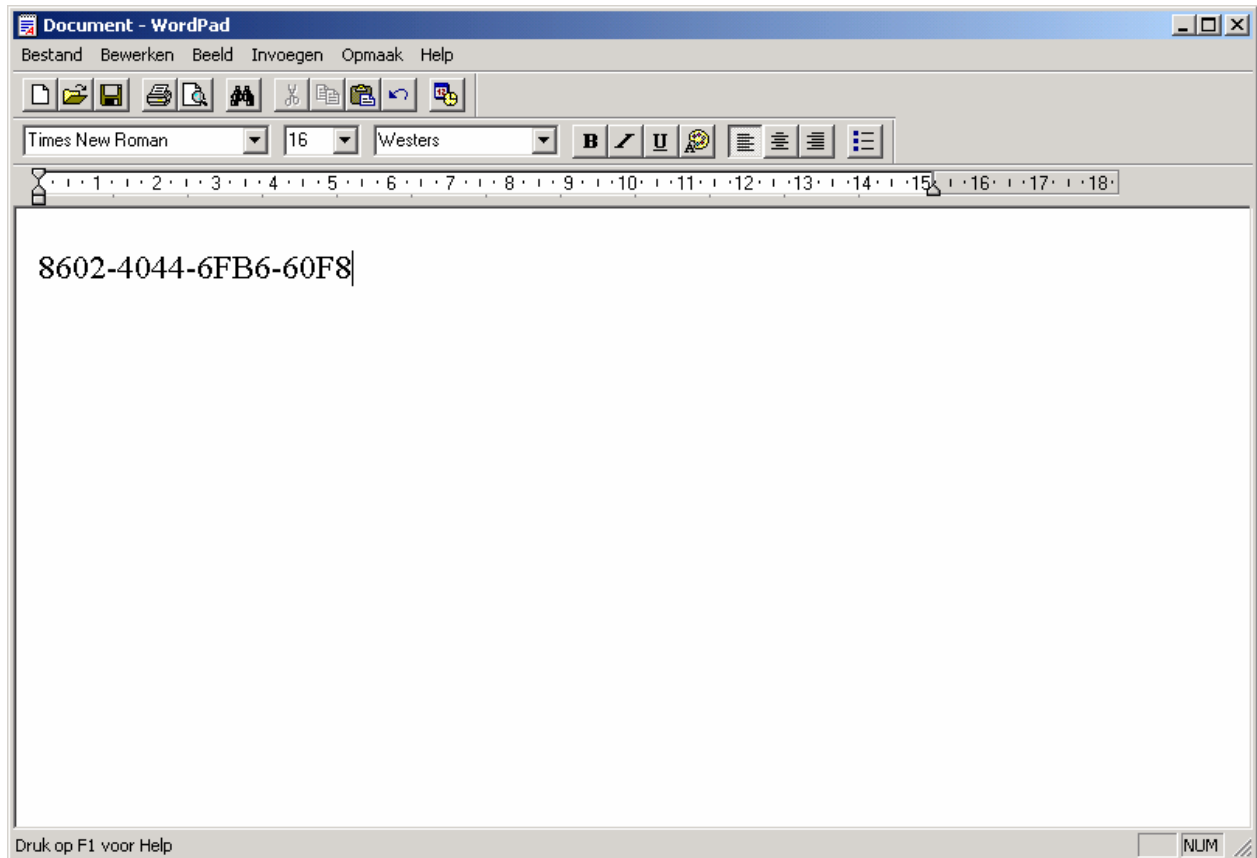 Document - WordPad
Bestand Bewerken Beeld Invoegen Opmaak Help
Times New Roman 16 Westers B I U
1 2 3 4 5 6 7 8 9 10 11 12 13 14 15 16 17 18
8602-4044-6FB6-60F8
Druk op F1 voor Help NUM